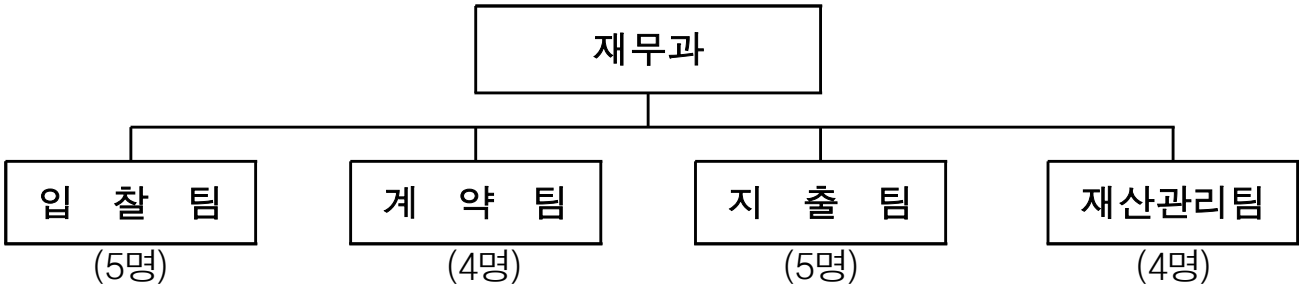 재무과
입 찰 팀 계 약 팀 지 출 팀 재산관리팀
(5명) (4명) (5명) (4명)